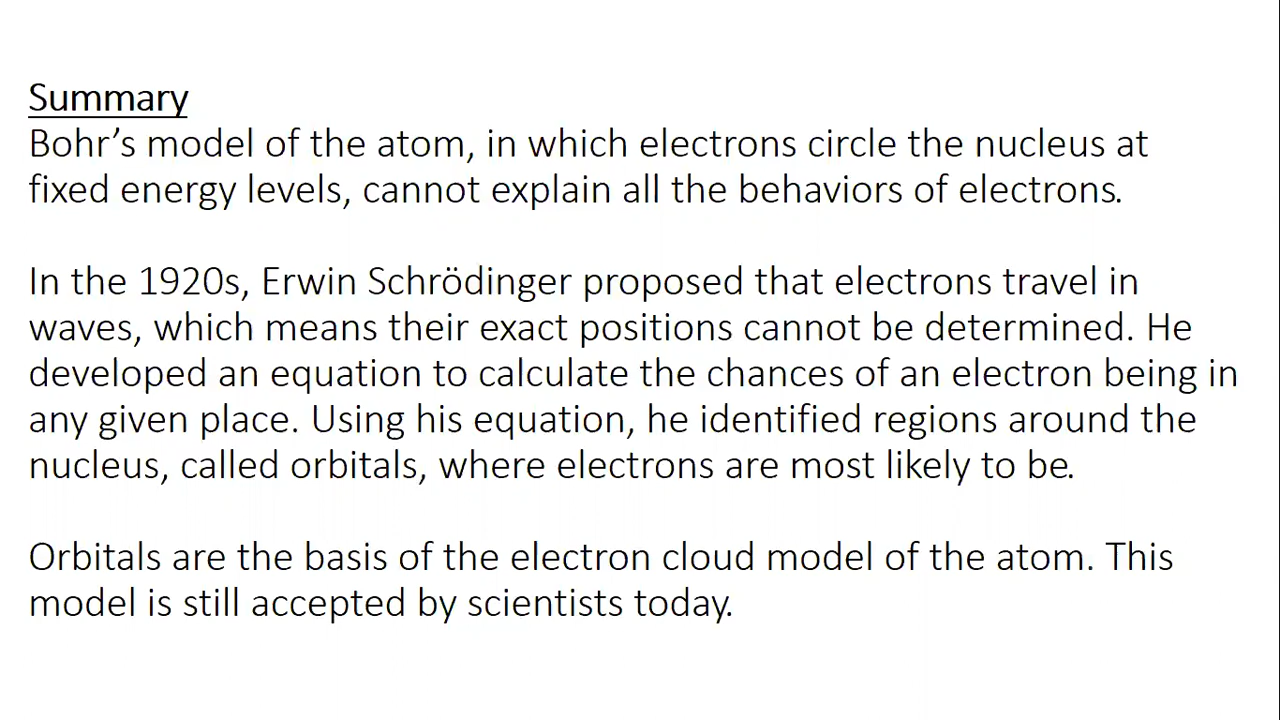 Summary
Bohr’s model of the atom, in which electrons circle the nucleus at
fixed energy levels, cannot explain all the behaviors of electrons.
In the 1920s, Erwin Schrödinger proposed that electrons travel in
waves, which means their exact positions cannot be determined. He
developed an equation to calculate the chances of an electron being in
any given place. Using his equation, he identified regions around the
nucleus, called orbitals, where electrons are most likely to be.
Orbitals are the basis of the electron cloud model of the atom. This
model is still accepted by scientists today.